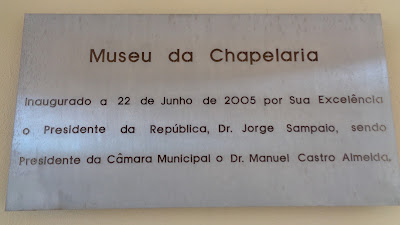 Museu da Chapelaria
Inaugurado a 22 de Junho de 2005 por Sua Excelência
o Presidente da República, Dr. Jorge Sampaio, sendo
Presidente da Câmara Municipal o Dr. Manuel Castro Almeida.